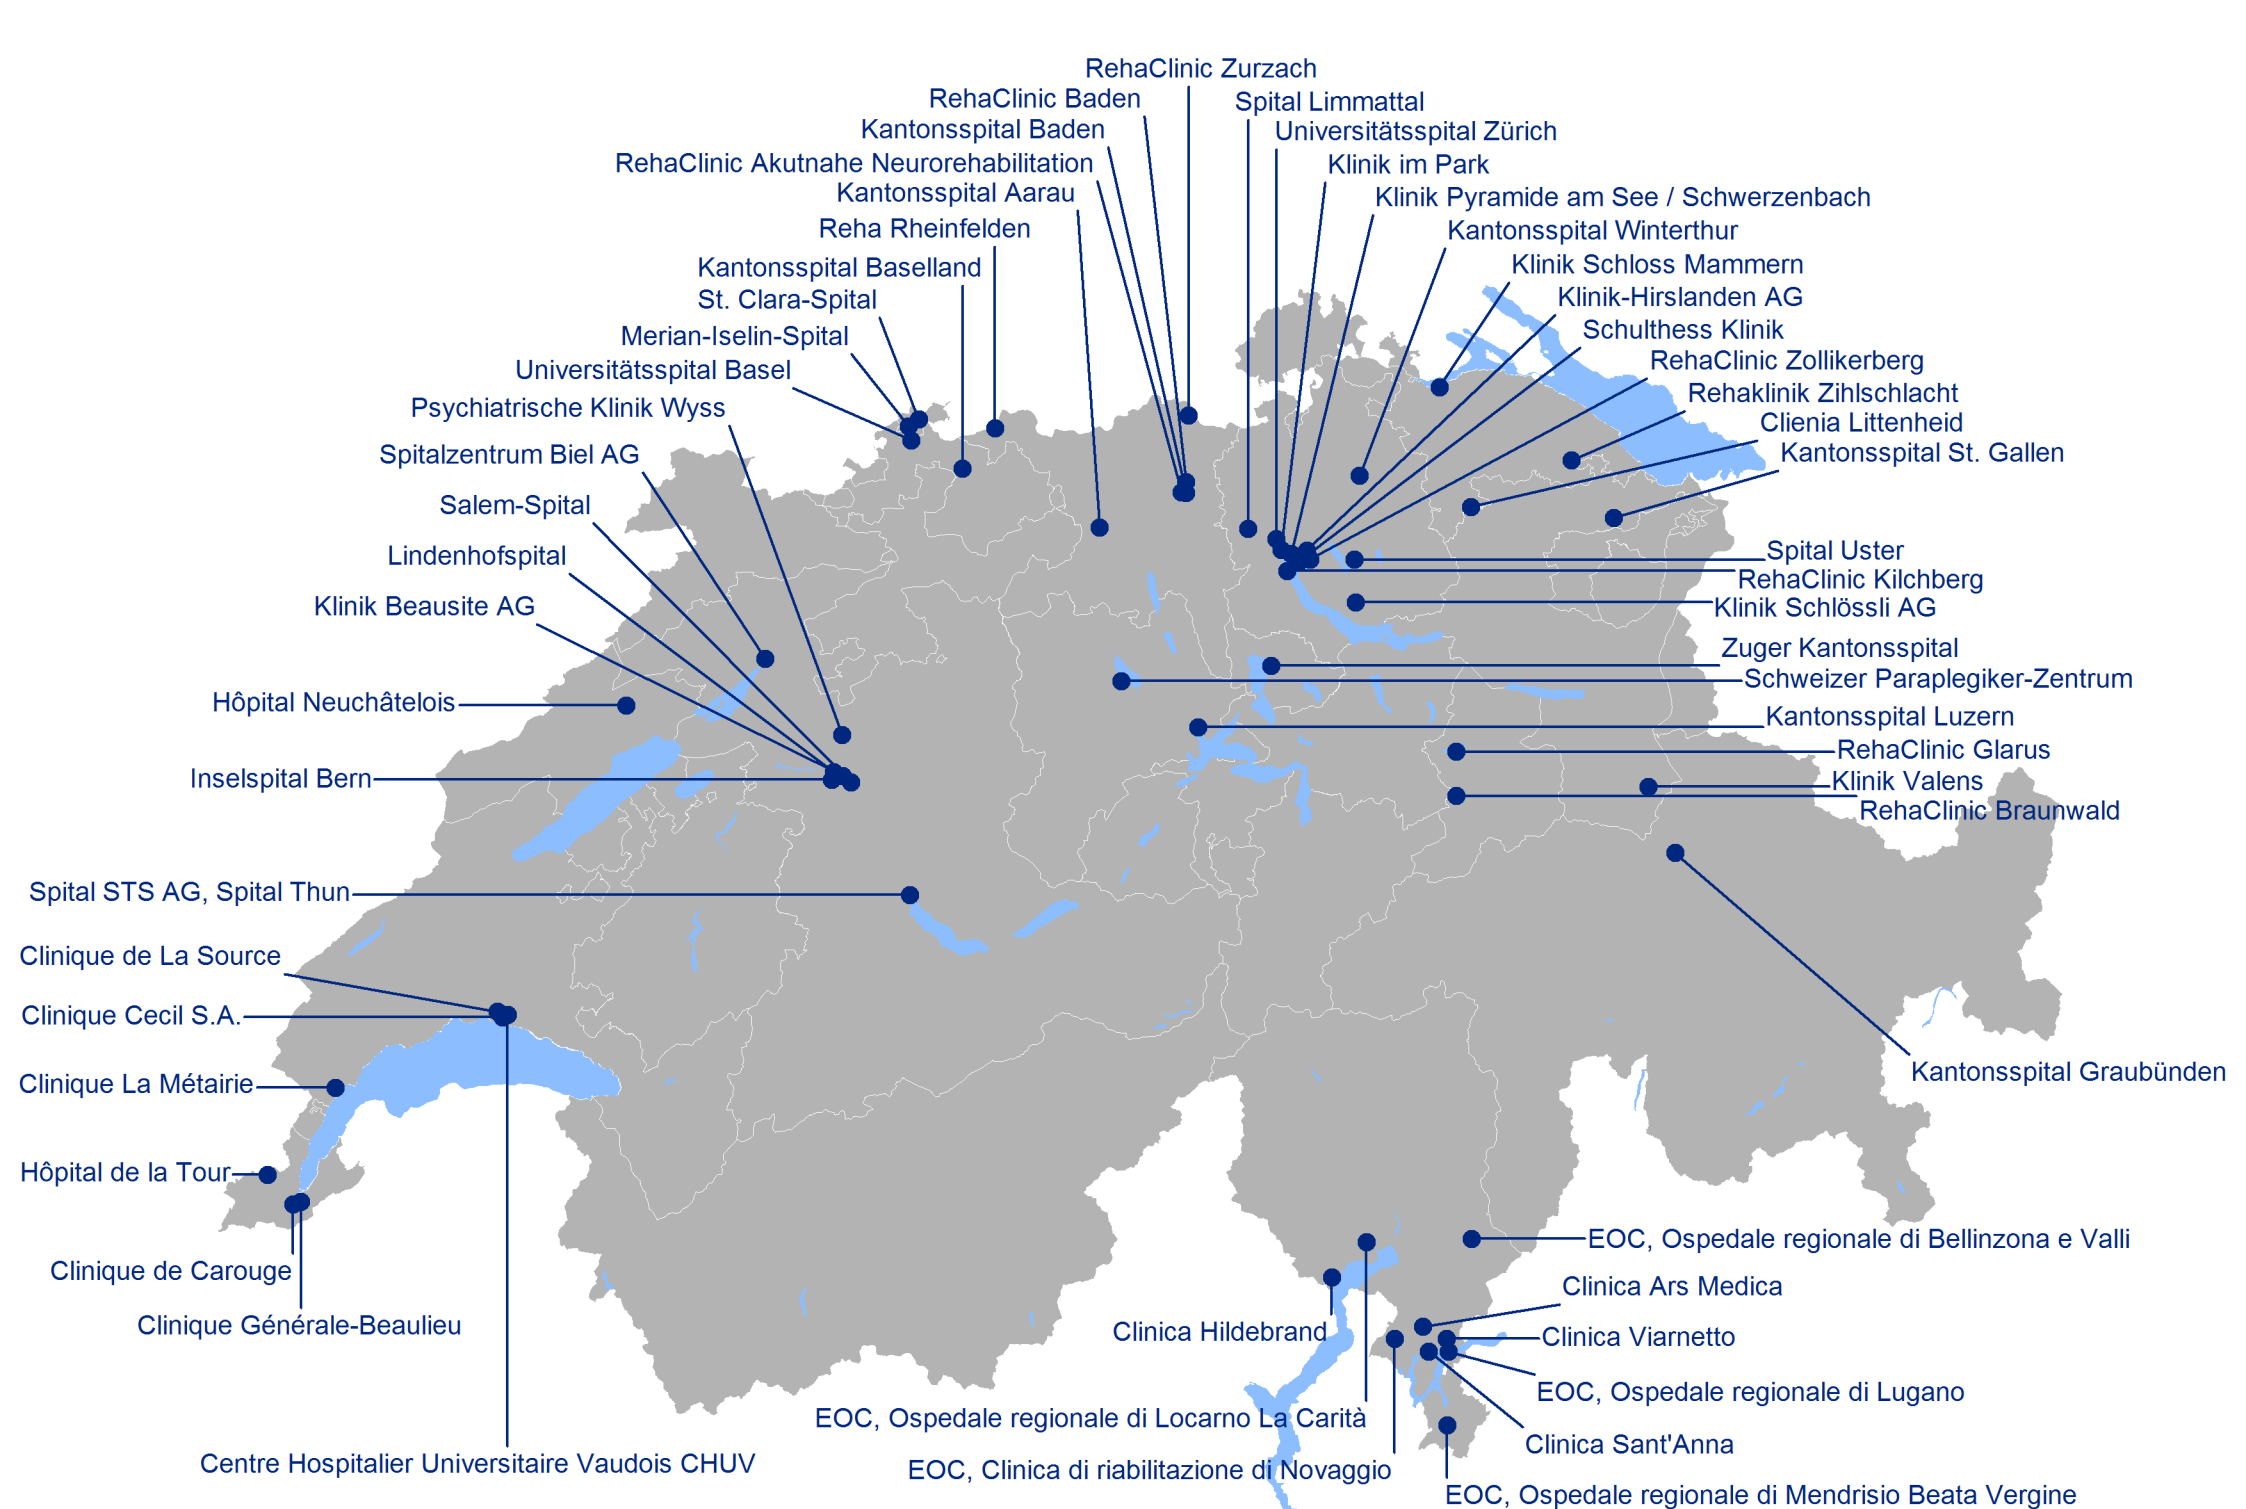 RehaClinic Zurzach
RehaClinic Baden
Spital Limmattal
Kantonsspital Baden
Universitätsspital Zürich
RehaClinic Akutnahe Neurorehabilitation
Klinik im Park
Kantonsspital Aarau
Klinik Pyramide am See / Schwerzenbach
Reha Rheinfelden
Kantonsspital Winterthur
Kantonsspital Baselland
Klinik Schloss Mammern
St. Clara-Spital
Klinik-Hirslanden AG
Merian-Iselin-Spital
Schulthess Klinik
Universitätsspital Basel
RehaClinic Zollikerberg
Psychiatrische Klinik Wyss
Rehaklinik Zihlschlacht
Clienia Littenheid
Spitalzentrum Biel AG
Kantonsspital St. Gallen
Salem-Spital
Lindenhofspital
Spital Uster
RehaClinic Kilchberg
Klinik Beausite AG
Klinik Schlössli AG
Zuger Kantonsspital
Schweizer Paraplegiker-Zentrum
Hôpital Neuchâtelois
Kantonsspital Luzern
RehaClinic Glarus
Inselspital Bern
Klinik Valens
RehaClinic Braunwald
Spital STS AG, Spital Thun
Clinique de La Source
Clinique Cecil S.A.
Kantonsspital Graubünden
Clinique La Métairie
Hôpital de la Tour
EOC, Ospedale regionale di Bellinzona e Valli
Clinique de Carouge
Clinica Ars Medica
Clinique Générale-Beaulieu
Clinica Hildebrand
Clinica Viarnetto
EOC, Ospedale regionale di Lugano
EOC, Ospedale regionale di Locarno La Carità
Clinica Sant'Anna
Centre Hospitalier Universitaire Vaudois CHUV
EOC, Clinica di riabilitazione di Novaggio
EOC, Ospedale regionale di Mendrisio Beata Vergine